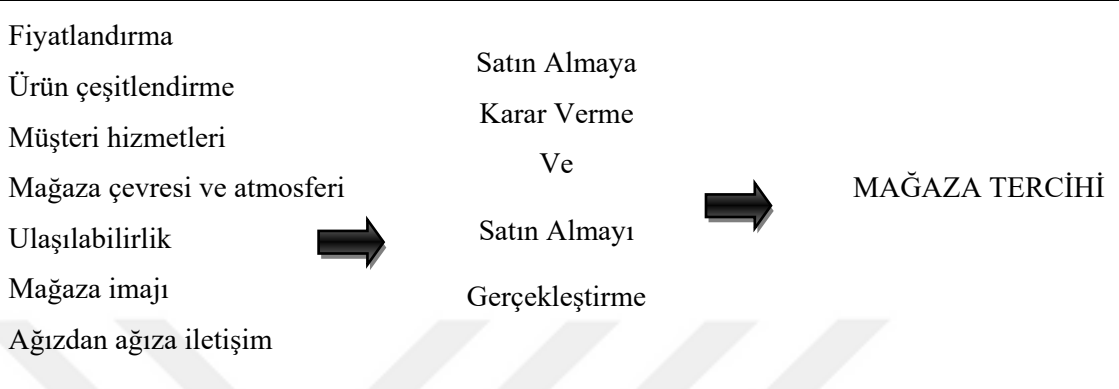 Fiyatlandırma
Ürün çeşitlendirme
Müşteri hizmetleri
Mağaza çevresi ve atmosferi
Ulaşılabilirlik
Mağaza imajı
Ağızdan ağıza iletişim
Satın Almaya
Karar Verme
Ve
Satın Almayı
Gerçekleştirme
MAĞAZA TERCİHİ